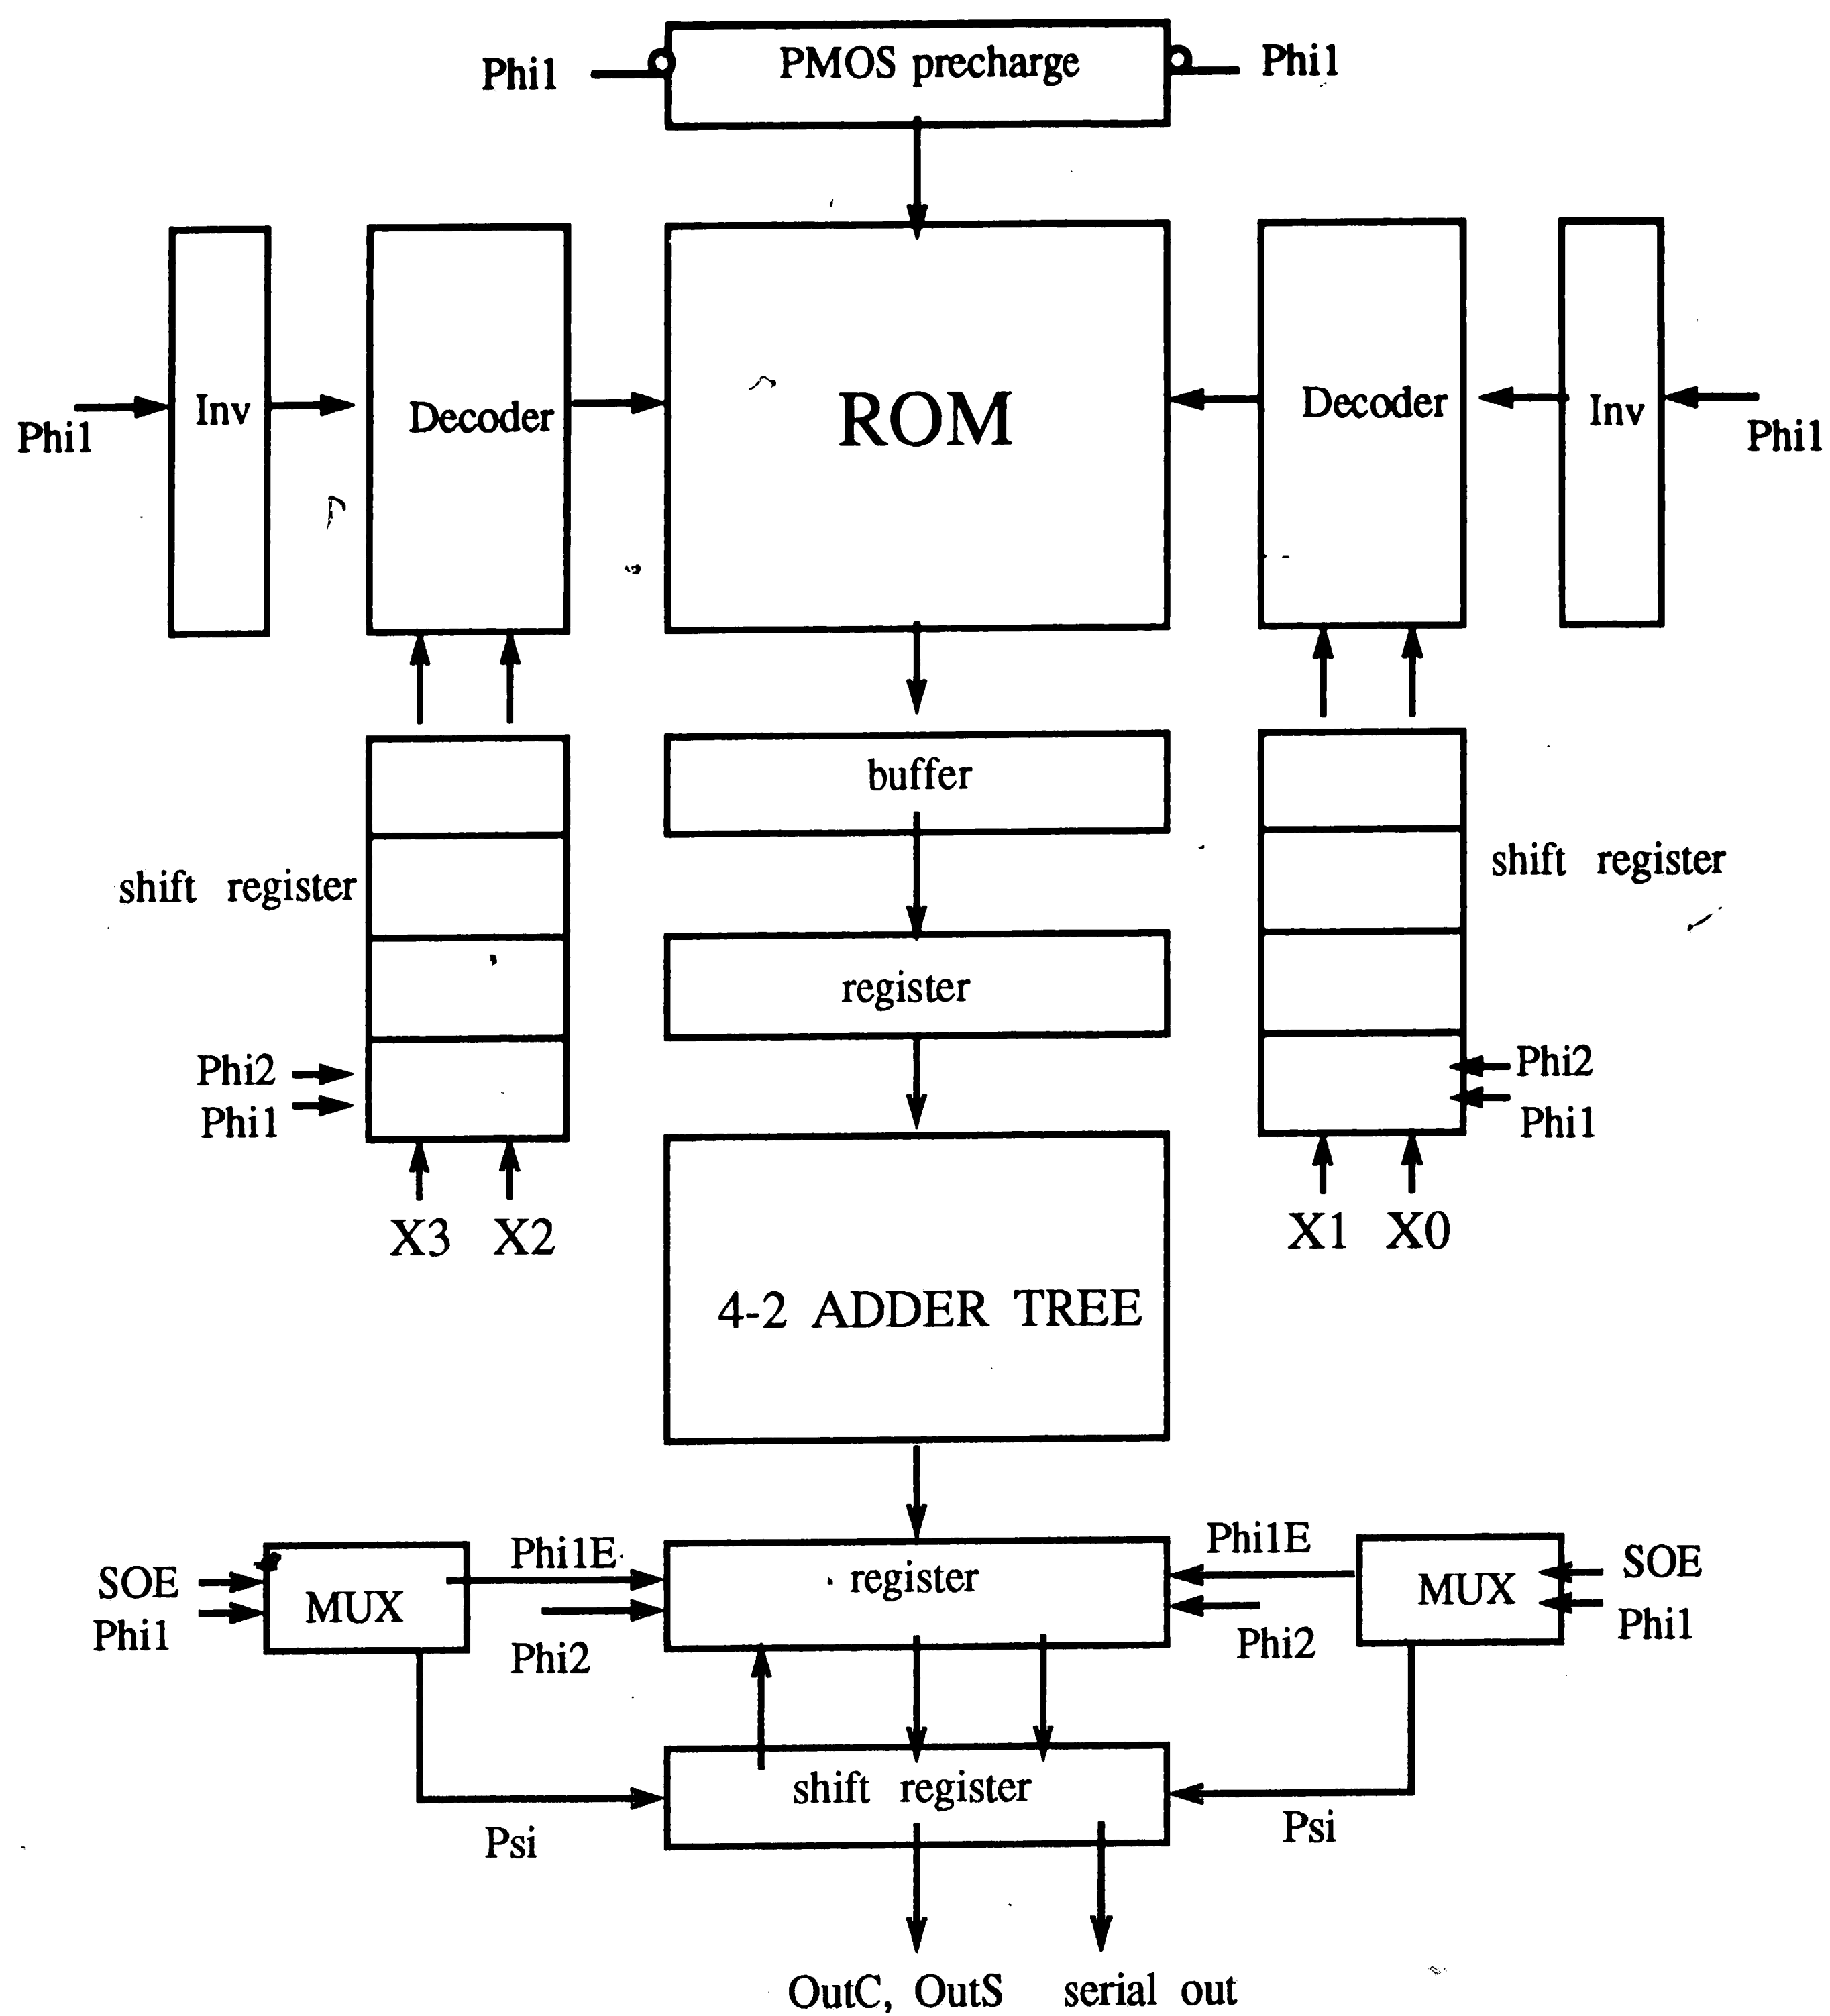 Phi1 PMOS precharge Phi1
Inv Decoder ROM Decoder Inv
Phi1 Phi1
buffer
shift register shift register
register
Phi2 Phi2
Phi1 Phi1
X3 X2 X1 X0
4-2 ADDER TREE
SOE Phi1E register Phi1E SOE
Phi1 MUX MUX Phi1
Phi2 Phi2
shift register
Psi Psi
OutC, OutS serial out